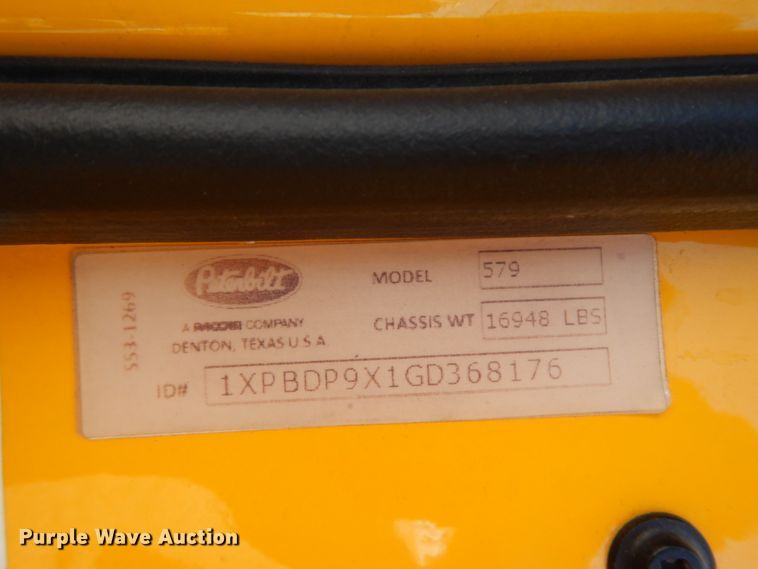 553-1269
Peterbilt
A PACCAR COMPANY
DENTON, TEXAS U S A
MODEL 579
CHASSIS WT 16948 LBS
ID# 1XPBDP9X1GD368176
Purple Wave Auction